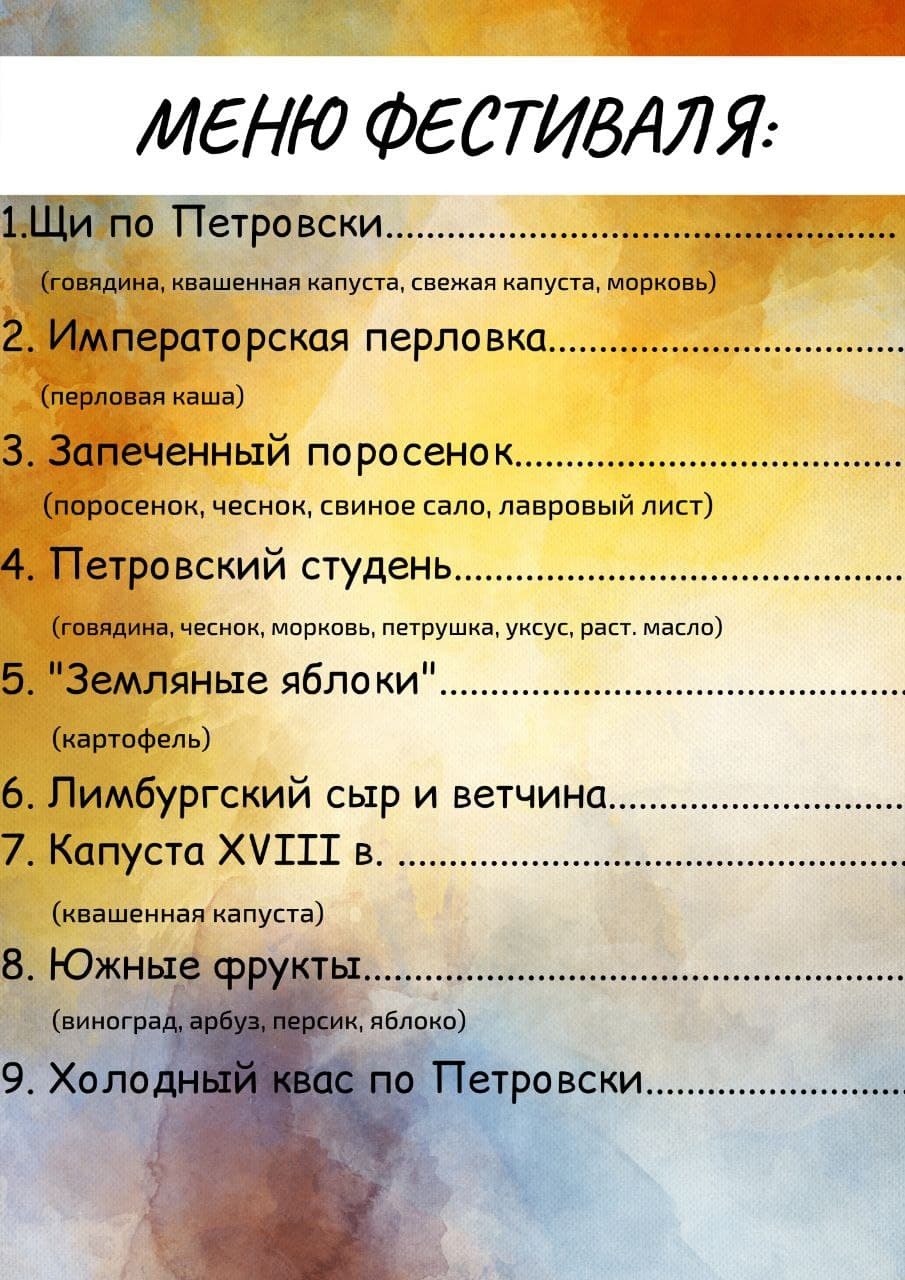 МЕНЮ ФЕСТИВАЛЯ:
1.Щи по Петровски..................................................
(говядина, квашенная капуста, свежая капуста, морковь)
2. Императорская перловка...................................
(перловая каша)
3. Запеченный поросенок......................................
(поросенок, чеснок, свиное сало, лавровый лист)
4. Петровский студень............................................
(говядина, чеснок, морковь, петрушка, уксус, раст. масло)
5. "Земляные яблоки".............................................
(картофель)
6. Лимбургский сыр и ветчина.............................
7. Капуста XVIII в. ..................................................
(квашенная капуста)
8. Южные фрукты.....................................................
(виноград, арбуз, персик, яблоко)
9. Холодный квас по Петровски.........................